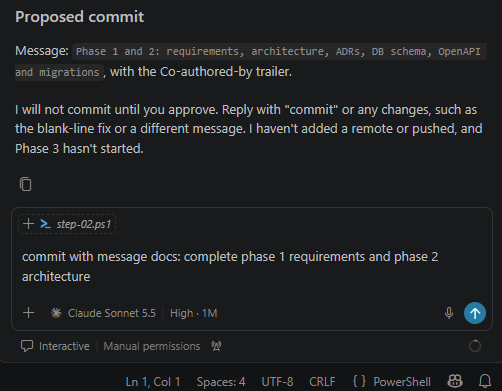 Proposed commit
Message: Phase 1 and 2: requirements, architecture, ADRs, DB schema, OpenAPI
and migrations, with the Co-authored-by trailer.
I will not commit until you approve. Reply with "commit" or any changes, such as
the blank-line fix or a different message. I haven't added a remote or pushed, and
Phase 3 hasn't started.
step-02.ps1
commit with message docs: complete phase 1 requirements and phase 2
architecture
Claude Sonnet 5.5 | High · 1M
Interactive | Manual permissions
Ln 1, Col 1 Spaces: 4 UTF-8 CRLF { } PowerShell